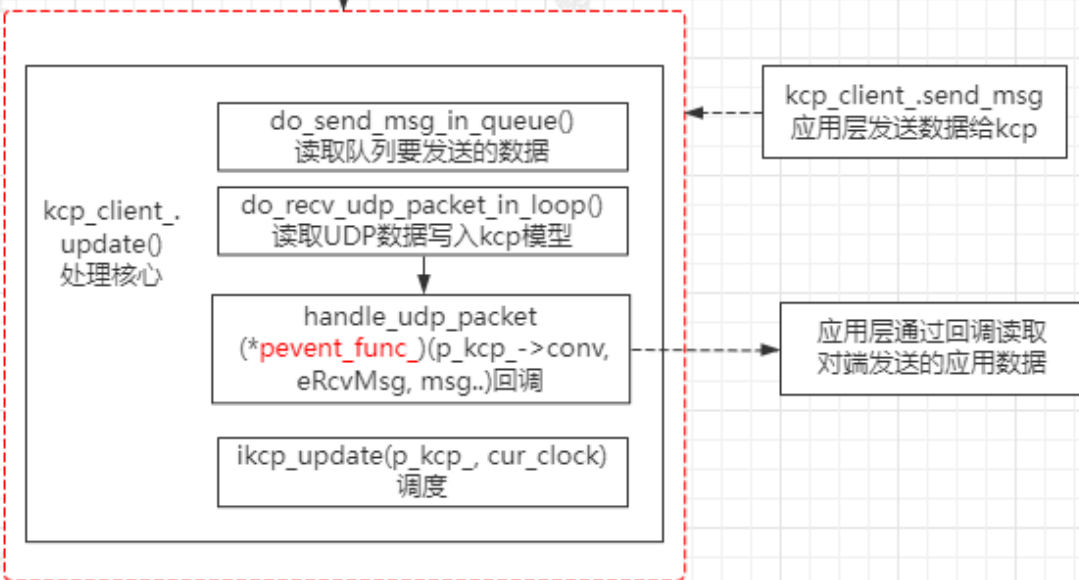 kcp_client_.send_msg
应用层发送数据给kcp
do_send_msg_in_queue()
读取队列要发送的数据
do_recv_udp_packet_in_loop()
读取UDP数据写入kcp模型
kcp_client_.
update()
处理核心
handle_udp_packet
(*pevent_func_)(p_kcp_->conv,
eRcvMsg, msg..)回调
应用层通过回调读取
对端发送的应用数据
ikcp_update(p_kcp_, cur_clock)
调度